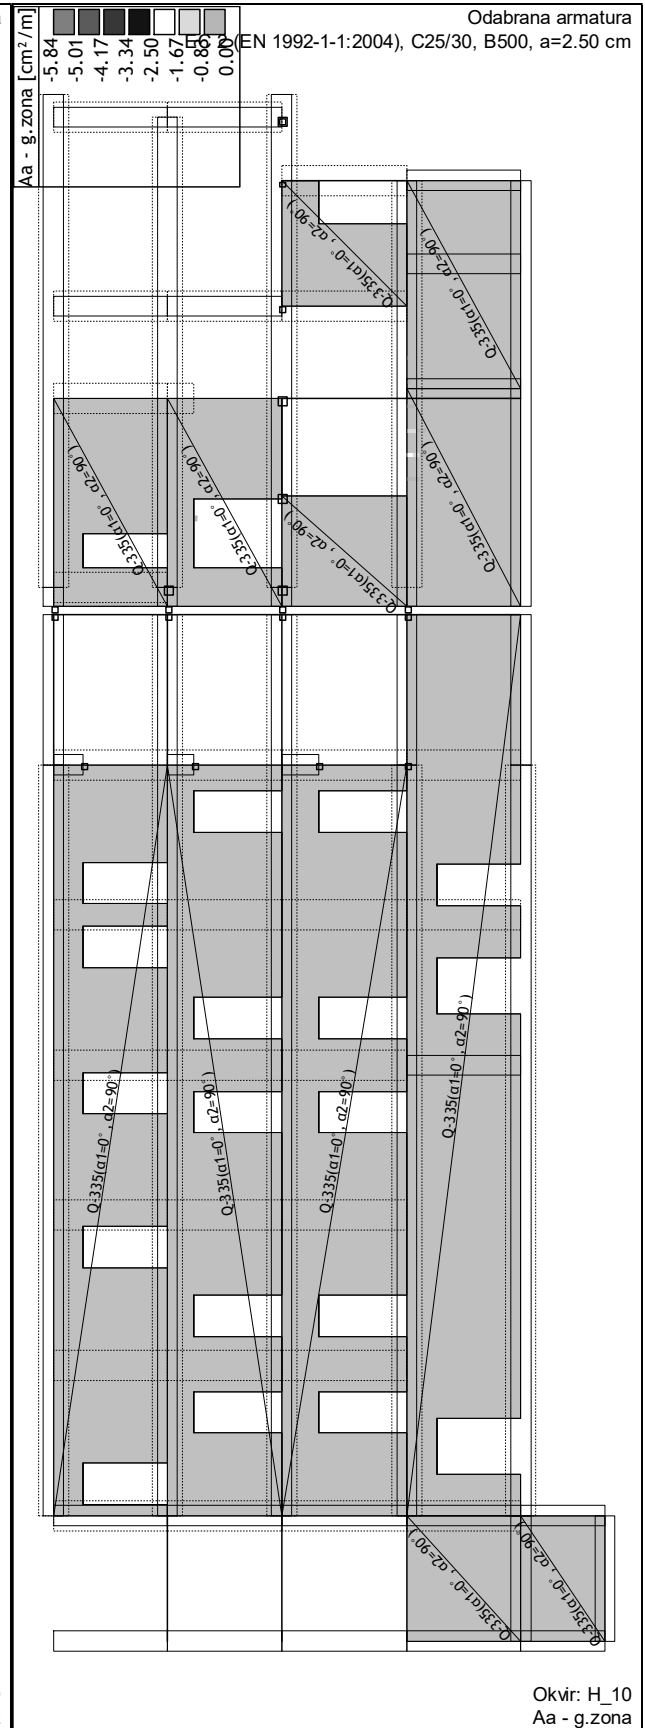 Odabrana armatura
2 (EN 1992-1-1:2004), C25/30, B500, a=2.50 cm
Aa - g.zona [cm²/m]
-5.84
-5.01
-4.17
-3.34
-2.50
-1.67
-0.83
0.00
Q-335(α1=0°, α2=90°)
Q-335(α1=0°, α2=90°)
Q-335(α1=0°, α2=90°)
Q-335(α1=0°, α2=90°)
Q-335(α1=0°, α2=90°)
Q-335(α1=0°, α2=90°)
Q-335(α1=0°, α2=90°)
Q-335(α1=0°, α2=90°)
Q-335(α1=0°, α2=90°)
Q-335(α1=0°, α2=90°)
Q-335(α1=0°, α2=90°)
Q-335(α1=0°, α2=90°)
Okvir: H_10
Aa - g.zona